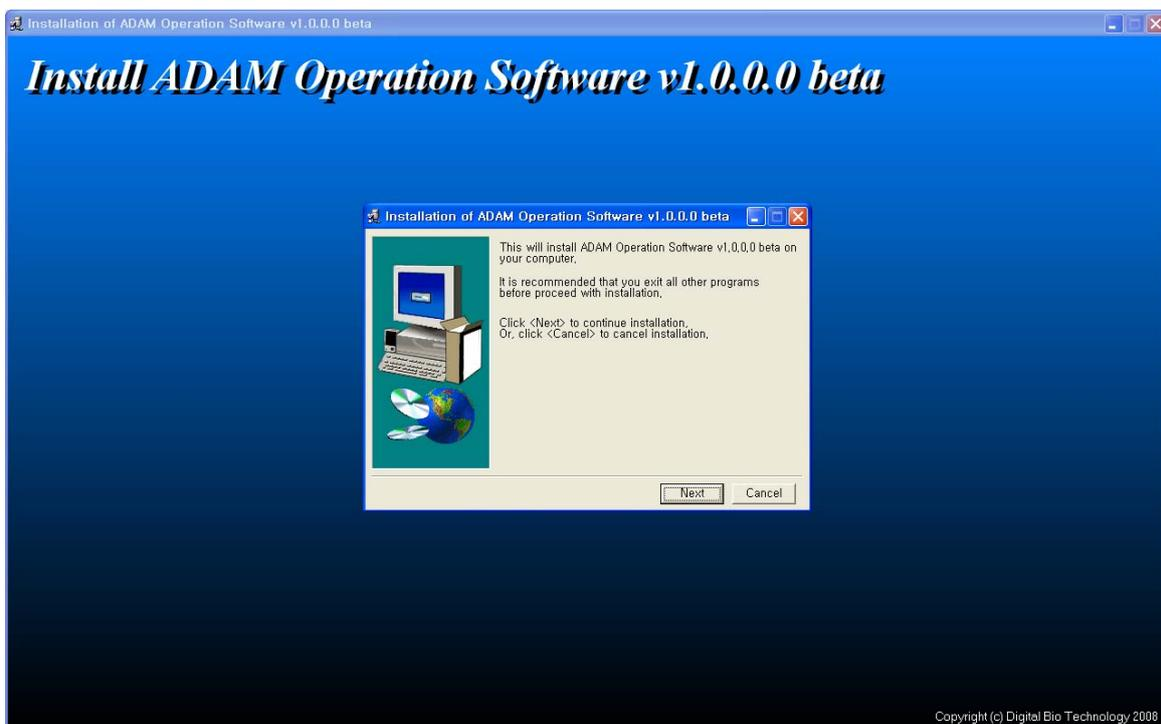 Installation of ADAM Operation Software v1.0.0.0 beta
Install ADAM Operation Software v1.0.0.0 beta
Installation of ADAM Operation Software v1.0.0.0 beta
This will install ADAM Operation Software v1,0,0,0 beta on
your computer,
It is recommended that you exit all other programs
before proceed with installation,
Click <Next> to continue installation,
Or, click <Cancel> to cancel installation,
Next Cancel
Copyright (c) Digital Bio Technology 2008